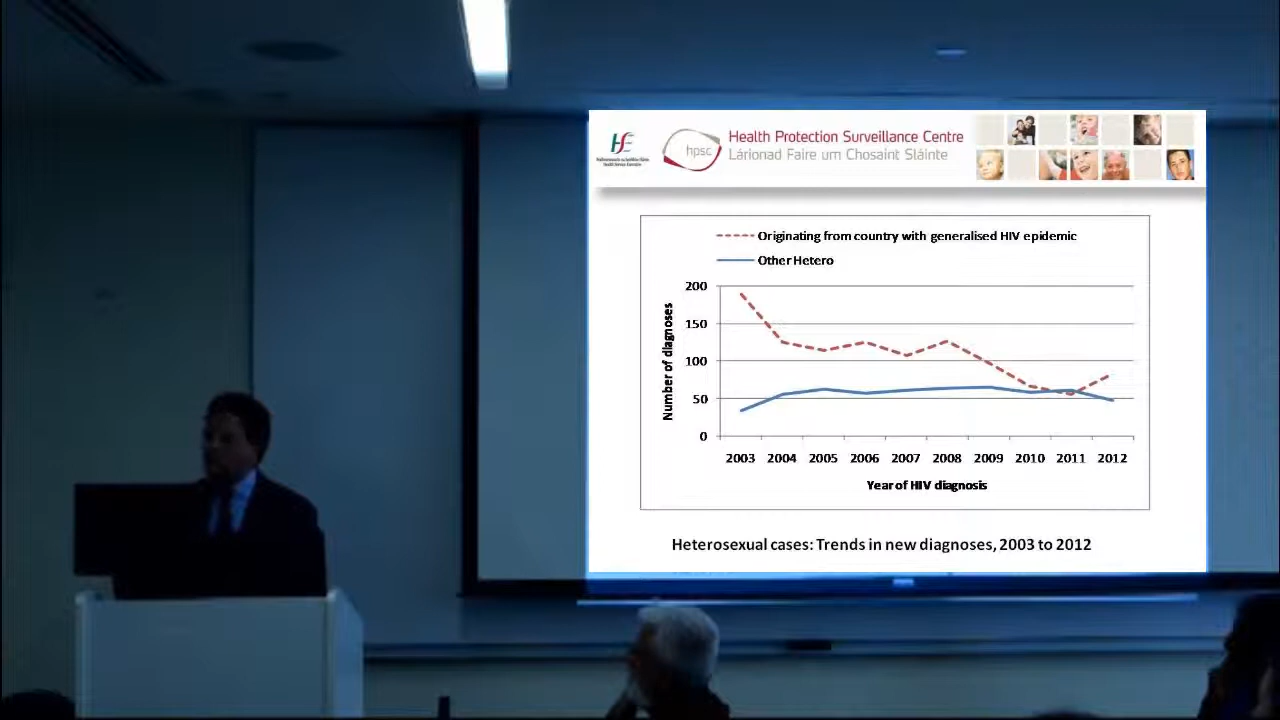 Health Protection Surveillance Centre
hpsc
Lárionad Faire um Chosaint Sláinte
Originating from country with generalised HIV epidemic
Other Hetero
200
150
100
50
0
Number of diagnoses
2003 2004 2005 2006 2007 2008 2009 2010 2011 2012
Year of HIV diagnosis
Heterosexual cases: Trends in new diagnoses, 2003 to 2012